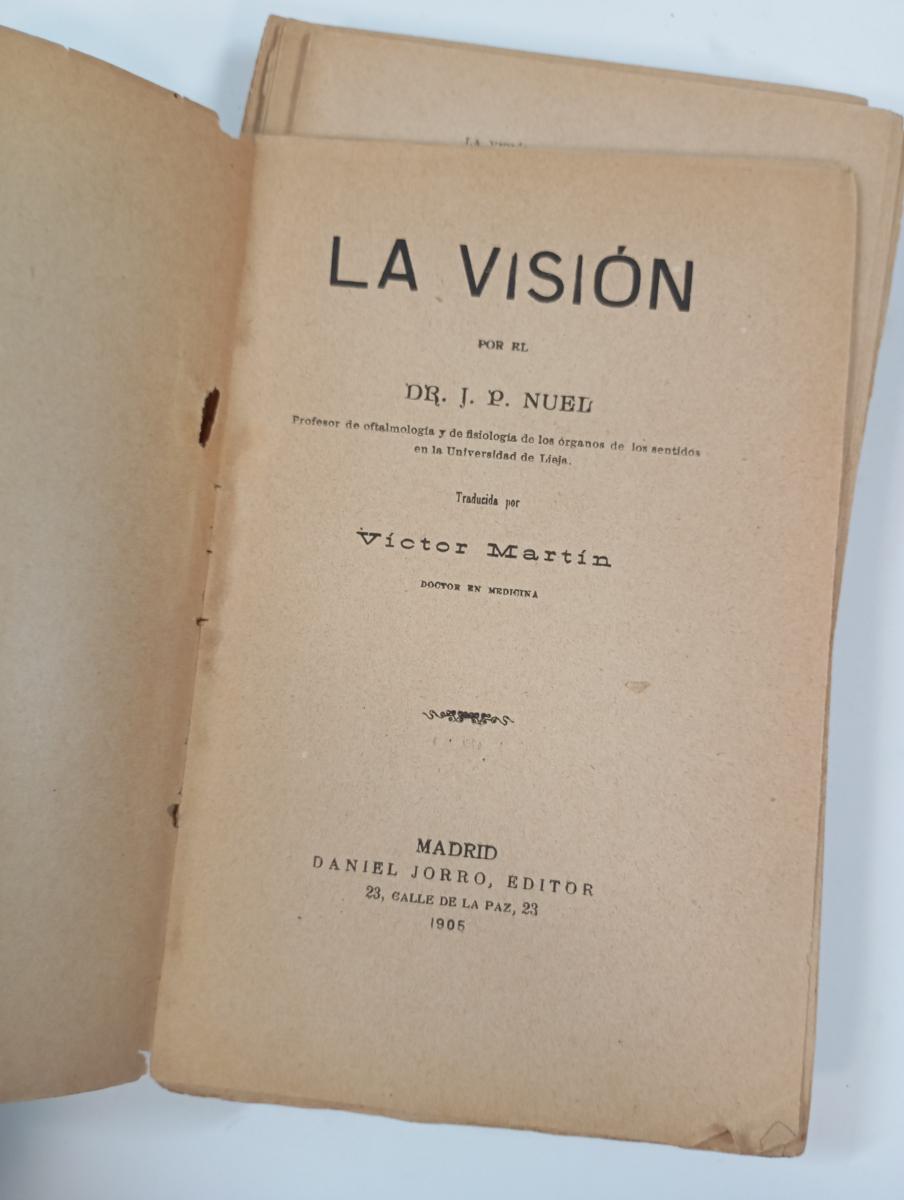 LA VISIÓN
POR EL
DR. J. P. NUEL
Profesor de oftalmología y de fisiología de los órganos de los sentidos
en la Universidad de Lieja.
Traducida por
Víctor Martín
DOCTOR EN MEDICINA
MADRID
DANIEL JORRO, EDITOR
23, CALLE DE LA PAZ, 23
1905